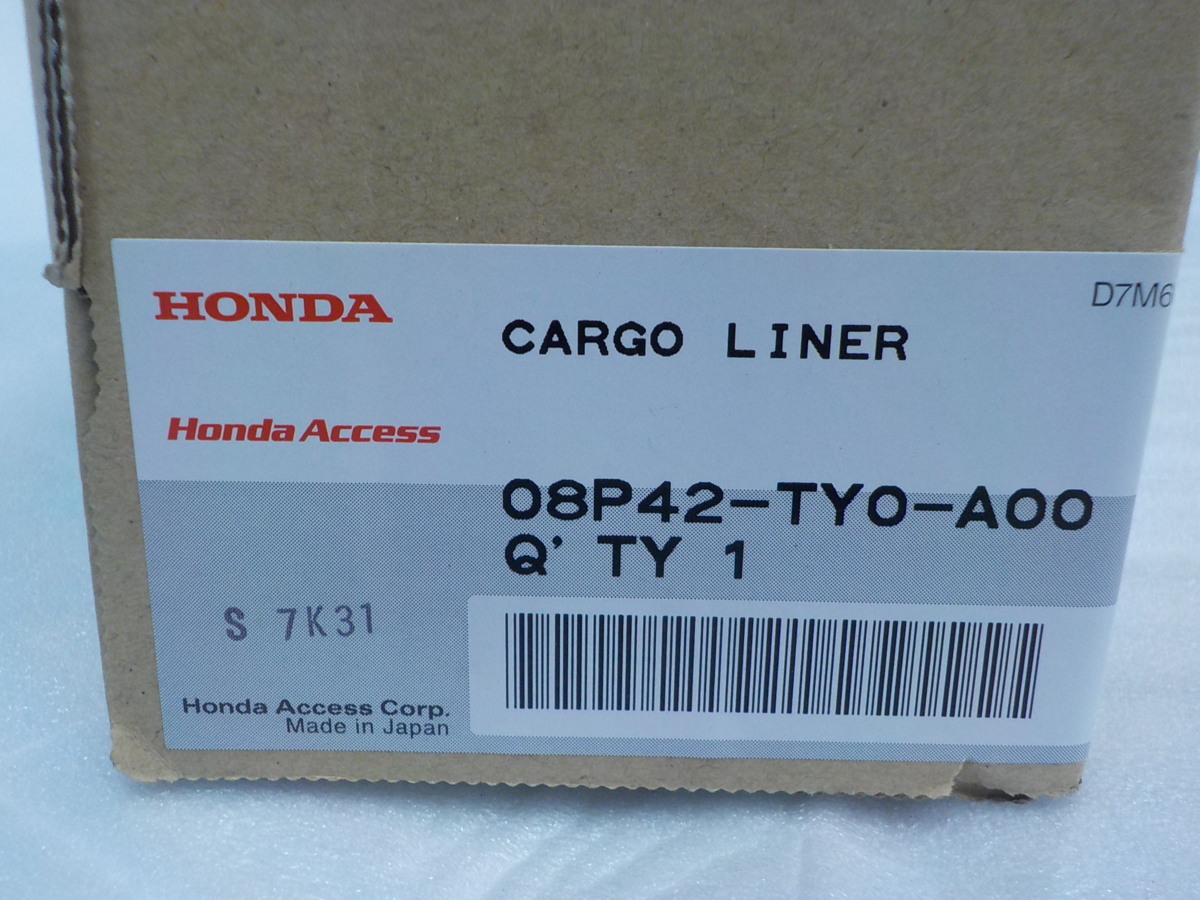 HONDA
CARGO LINER
D7M6
Honda Access
08P42-TY0-A00
Q'TY 1
S 7K31
Honda Access Corp.
Made in Japan